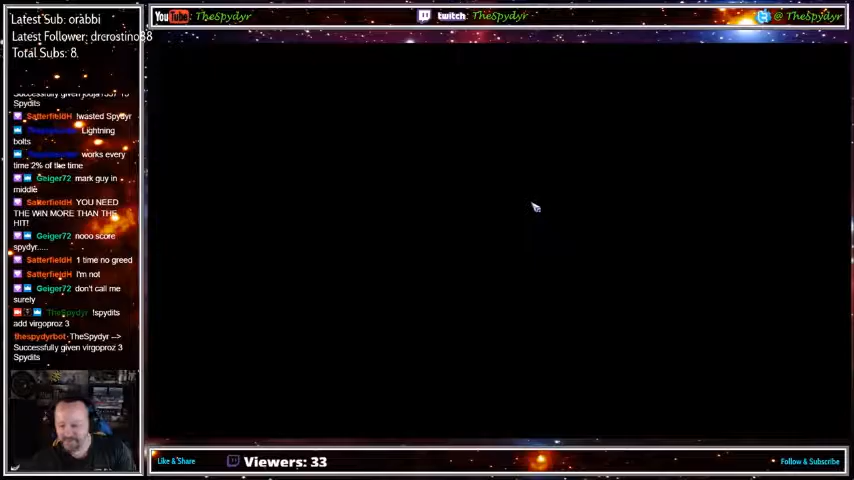 Latest Sub: orabbi
Latest Follower: drcrostino88
Total Subs: 8.
YouTube TheSpydyr
twitch TheSpydyr
@ TheSpydyr
Spydits
SatterfieldH !wasted Spydyr
Lightning
bolts
works every
time 2% of the time
Geiger72 mark guy in
middle
SatterfieldH YOU NEED
THE WIN MORE THAN THE
HIT!
Geiger72 nooo score
spydyr.....
SatterfieldH 1 time no greed
SatterfieldH I'm not
Geiger72 don't call me
surely
TheSpydyr !spydits
add virgoproz 3
thespydyrbot TheSpydyr -->
Successfully given virgoproz 3
Spydits
Like & Share
Viewers: 33
Follow & Subscribe